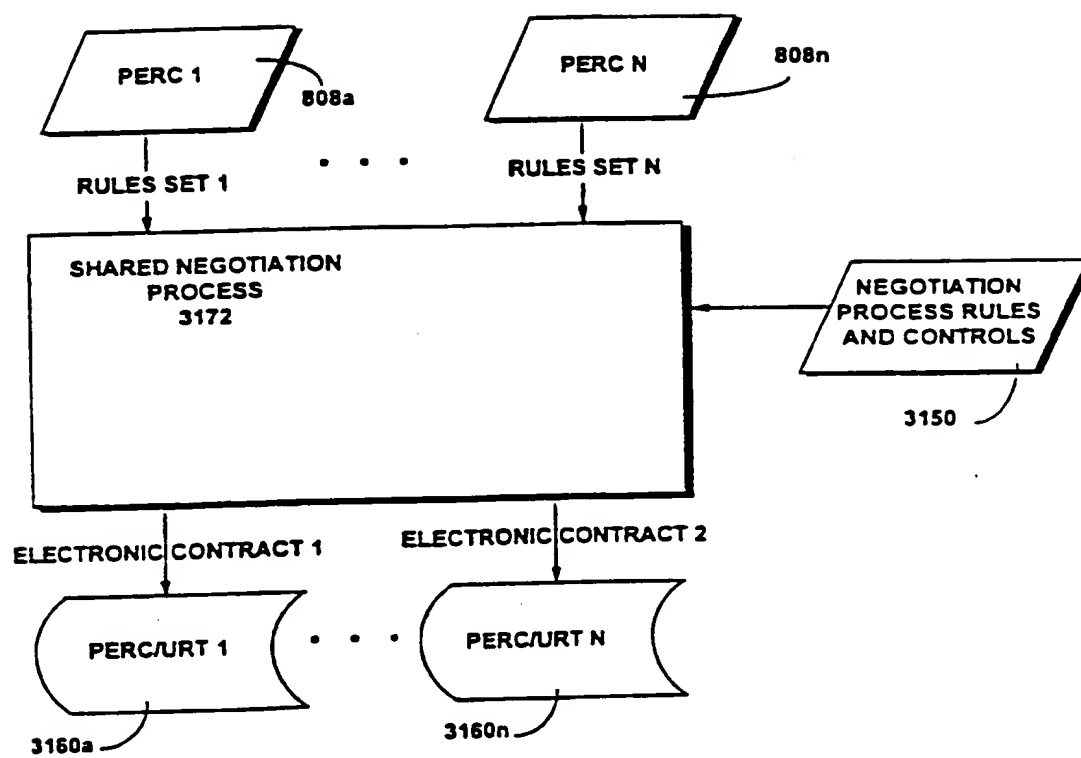 PERC 1
808a
PERC N
808n
RULES SET 1
RULES SET N
SHARED NEGOTIATION
PROCESS
3172
NEGOTIATION
PROCESS RULES
AND CONTROLS
3150
ELECTRONIC CONTRACT 1
ELECTRONIC CONTRACT 2
PERC/URT 1
PERC/URT N
3160a
3160n